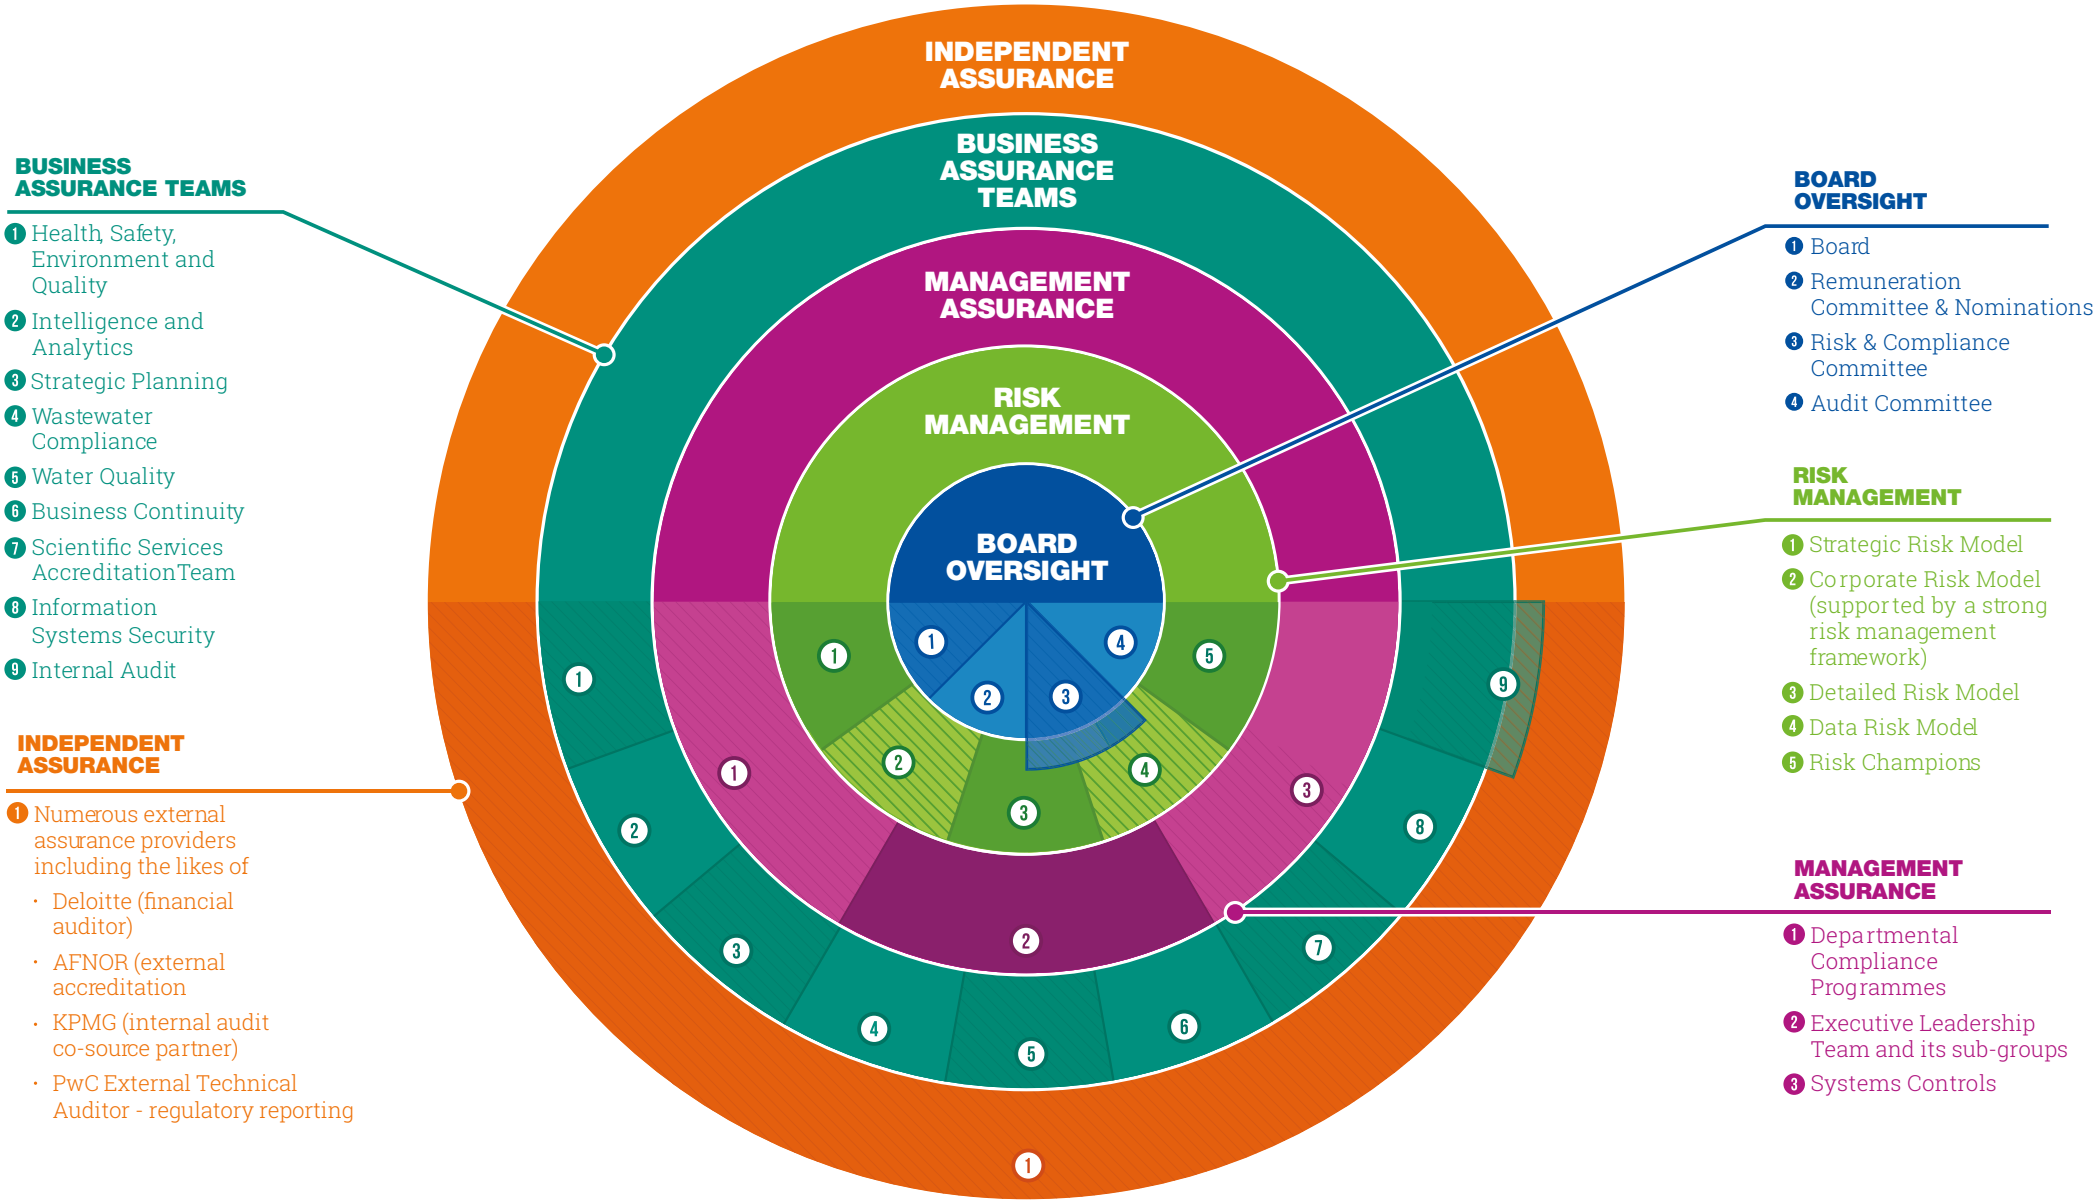 INDEPENDENT
ASSURANCE
BUSINESS
ASSURANCE
TEAMS
MANAGEMENT
ASSURANCE
RISK
MANAGEMENT
BOARD
OVERSIGHT
1
2
3
4
1
2
3
4
5
1
2
3
1
2
3
4
5
6
7
8
9
1
BUSINESS
ASSURANCE TEAMS
1 Health, Safety,
Environment and
Quality
2 Intelligence and
Analytics
3 Strategic Planning
4 Wastewater
Compliance
5 Water Quality
6 Business Continuity
7 Scientific Services
Accreditation Team
8 Information
Systems Security
9 Internal Audit
INDEPENDENT
ASSURANCE
1 Numerous external
assurance providers
including the likes of
· Deloitte (financial
auditor)
· AFNOR (external
accreditation
· KPMG (internal audit
co-source partner)
· PwC External Technical
Auditor - regulatory reporting
BOARD
OVERSIGHT
1 Board
2 Remuneration
Committee & Nominations
3 Risk & Compliance
Committee
4 Audit Committee
RISK
MANAGEMENT
1 Strategic Risk Model
2 Corporate Risk Model
(supported by a strong
risk management
framework)
3 Detailed Risk Model
4 Data Risk Model
5 Risk Champions
MANAGEMENT
ASSURANCE
1 Departmental
Compliance
Programmes
2 Executive Leadership
Team and its sub-groups
3 Systems Controls